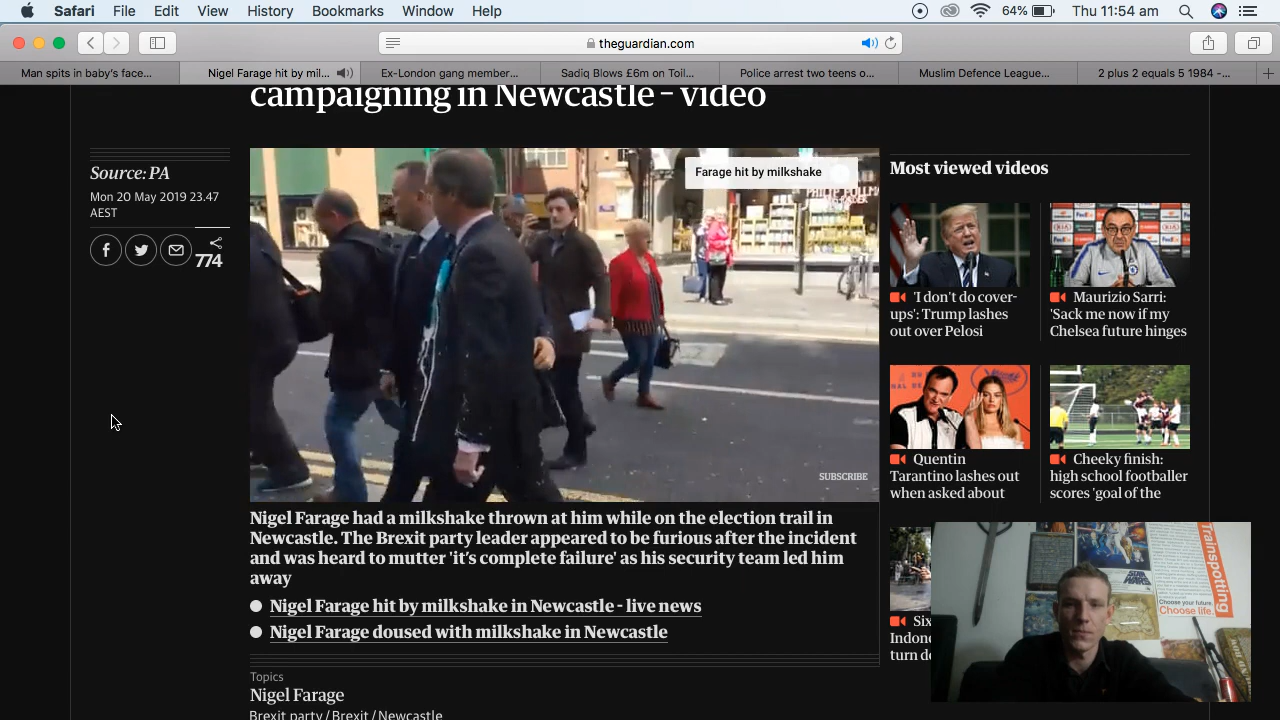 Safari File Edit View History Bookmarks Window Help 64% Thu 11:54 am
theguardian.com
Man spits in baby's face... Nigel Farage hit by mil... Ex-London gang member... Sadiq Blows £6m on Toil... Police arrest two teens o... Muslim Defence League... 2 plus 2 equals 5 1984 -...
campaigning in Newcastle – video
Source: PA
Mon 20 May 2019 23.47
AEST
774
Farage hit by milkshake
SUBSCRIBE
Nigel Farage had a milkshake thrown at him while on the election trail in
Newcastle. The Brexit party leader appeared to be furious after the incident
and was heard to mutter 'it's complete failure' as his security team led him
away
Nigel Farage hit by milkshake in Newcastle - live news
Nigel Farage doused with milkshake in Newcastle
Topics
Nigel Farage
Brexit party / Brexit / Newcastle
Most viewed videos
'I don't do cover-
ups': Trump lashes
out over Pelosi
Maurizio Sarri:
'Sack me now if my
Chelsea future hinges
Quentin
Tarantino lashes out
when asked about
Cheeky finish:
high school footballer
scores 'goal of the
Six
Indone
turn de
Trainspotting
STAR WARS
Choose your future.
Choose life.